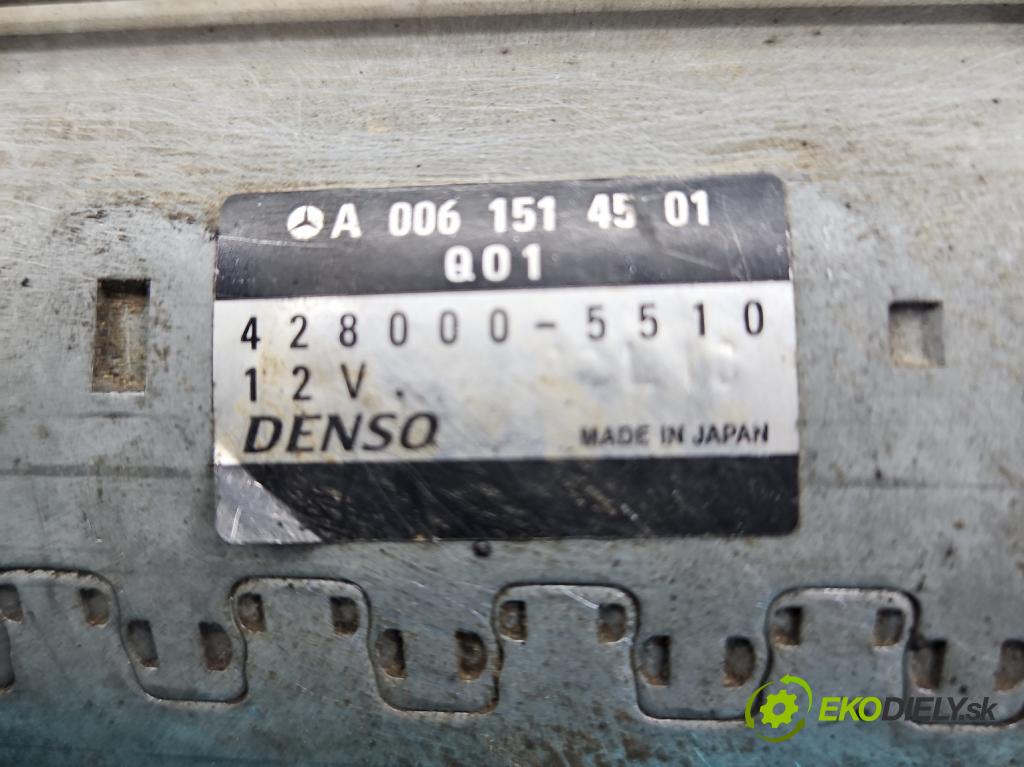 A 006 151 45 01
Q01
428000-5510
12V.
DENSO
MADE IN JAPAN
EKODIELY.sk